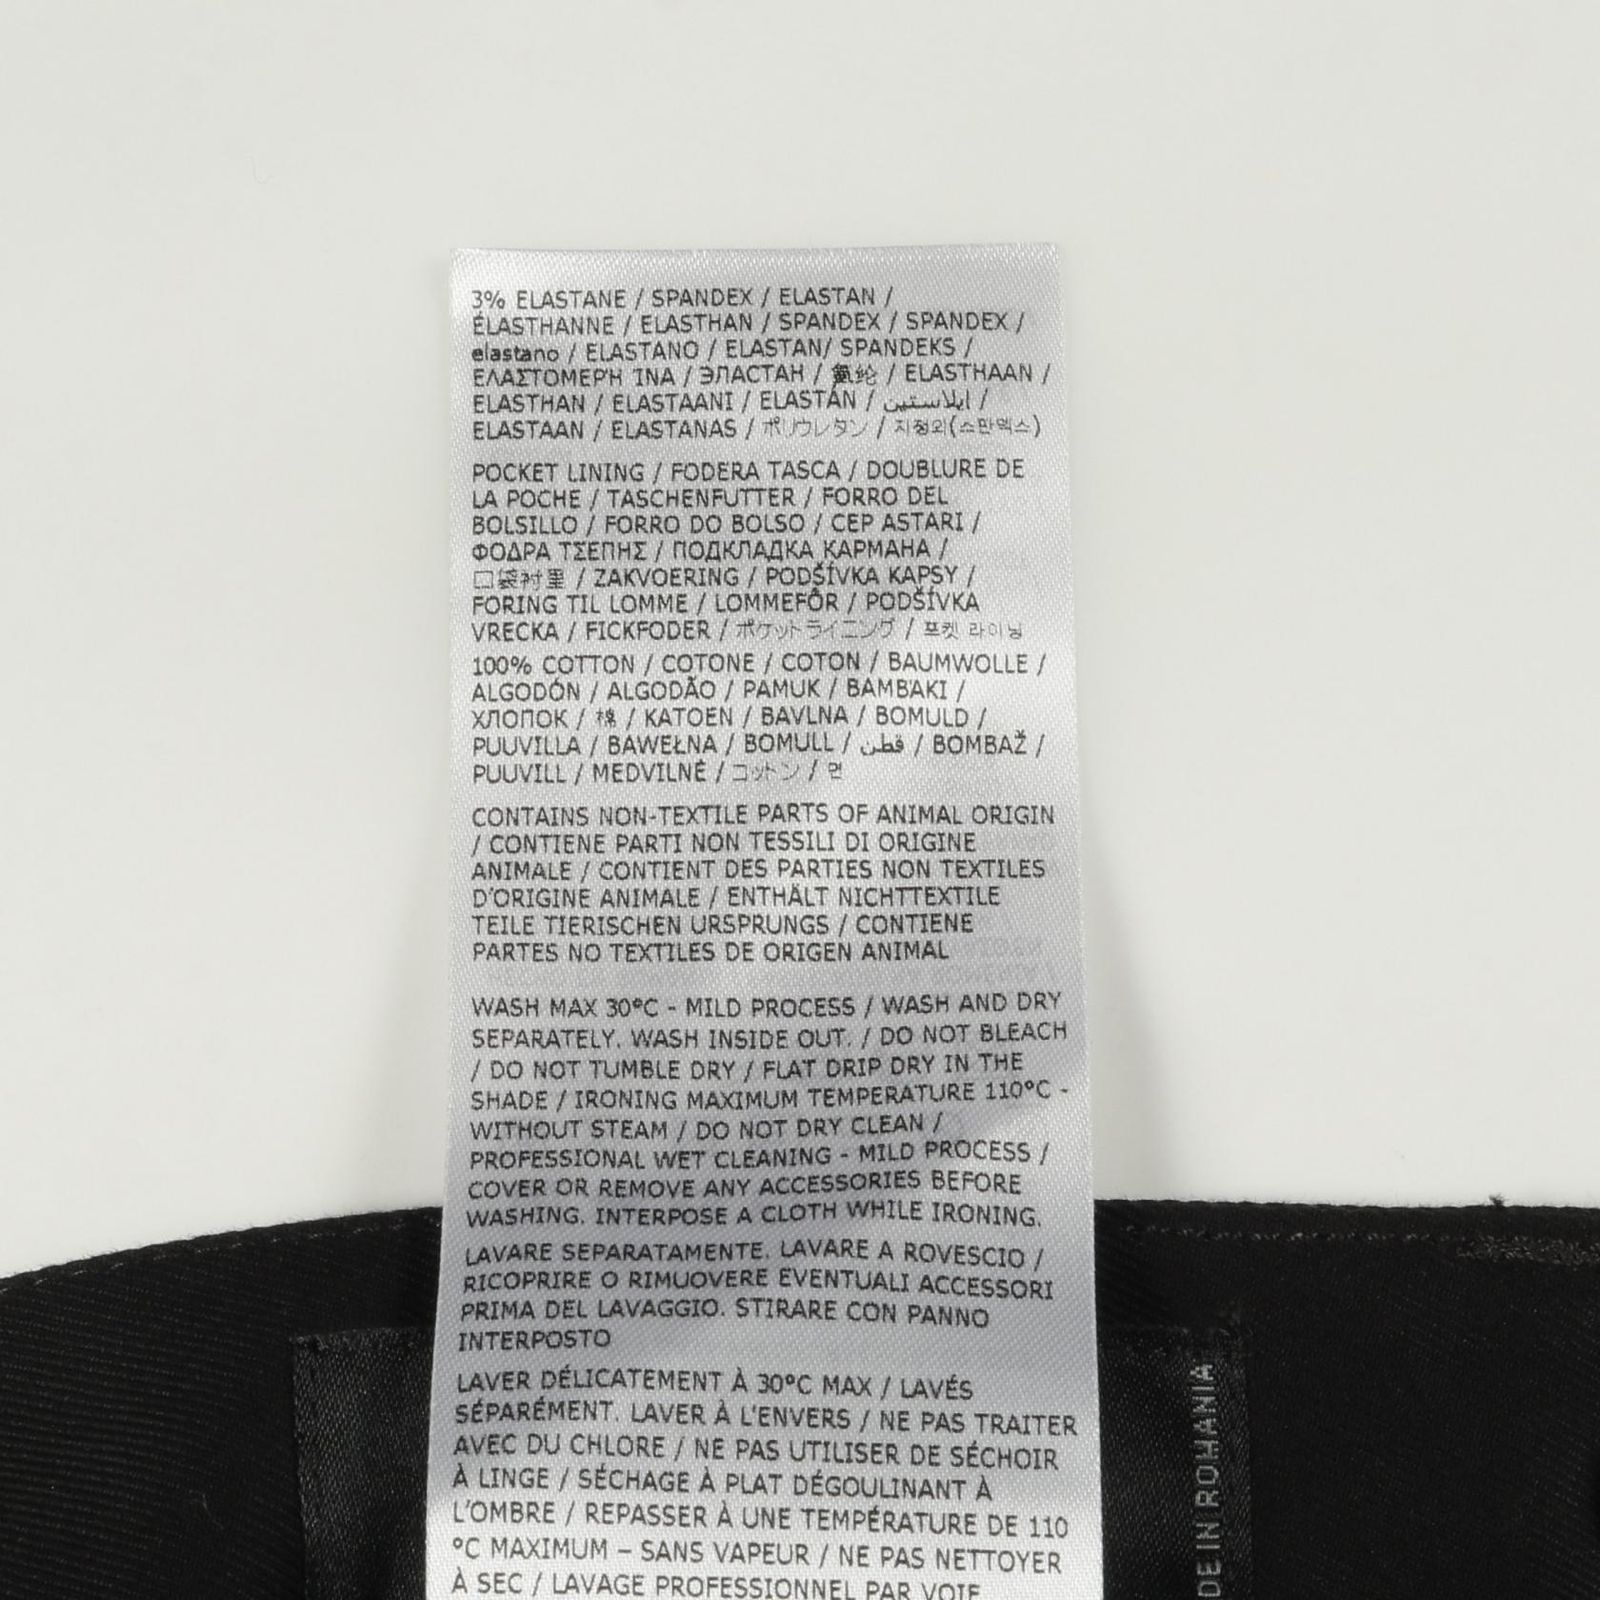 3% ELASTANE / SPANDEX / ELASTAN /
ÉLASTHANNE / ELASTHAN / SPANDEX / SPANDEX /
elastano / ELASTANO / ELASTAN/ SPANDEKS /
ΕΛΑΣΤΟΜΕΡΉ ΊΝΑ / ЭЛАСТАН / 氨纶 / ELASTHAAN /
ELASTHAN / ELASTAANI / ELASTÁN / إيلاستين /
ELASTAAN / ELASTANAS / ポリウレタン / 지정외(스판덱스)
POCKET LINING / FODERA TASCA / DOUBLURE DE
LA POCHE / TASCHENFUTTER / FORRO DEL
BOLSILLO / FORRO DO BOLSO / CEP ASTARI /
ΦΟΔΡΑ ΤΣΕΠΗΣ / ПОДКЛАДКА КАРМАНА /
口袋衬里 / ZAKVOERING / PODŠÍVKA KAPSY /
FORING TIL LOMME / LOMMEFÔR / PODŠÍVKA
VRECKA / FICKFODER / ポケットライニング / 포켓 라이닝
100% COTTON / COTONE / COTON / BAUMWOLLE /
ALGODÓN / ALGODÃO / PAMUK / ΒΑΜΒΆΚΙ /
ХЛОПОК / 棉 / KATOEN / BAVLNA / BOMULD /
PUUVILLA / BAWEŁNA / BOMULL / قطن / BOMBAŽ /
PUUVILL / MEDVILNĖ / コットン / 면
CONTAINS NON-TEXTILE PARTS OF ANIMAL ORIGIN
/ CONTIENE PARTI NON TESSILI DI ORIGINE
ANIMALE / CONTIENT DES PARTIES NON TEXTILES
D'ORIGINE ANIMALE / ENTHÄLT NICHTTEXTILE
TEILE TIERISCHEN URSPRUNGS / CONTIENE
PARTES NO TEXTILES DE ORIGEN ANIMAL
WASH MAX 30°C - MILD PROCESS / WASH AND DRY
SEPARATELY. WASH INSIDE OUT. / DO NOT BLEACH
/ DO NOT TUMBLE DRY / FLAT DRIP DRY IN THE
SHADE / IRONING MAXIMUM TEMPERATURE 110°C -
WITHOUT STEAM / DO NOT DRY CLEAN /
PROFESSIONAL WET CLEANING - MILD PROCESS /
COVER OR REMOVE ANY ACCESSORIES BEFORE
WASHING. INTERPOSE A CLOTH WHILE IRONING.
LAVARE SEPARATAMENTE. LAVARE A ROVESCIO /
RICOPRIRE O RIMUOVERE EVENTUALI ACCESSORI
PRIMA DEL LAVAGGIO. STIRARE CON PANNO
INTERPOSTO
LAVER DÉLICATEMENT À 30°C MAX / LAVÉS
SÉPARÉMENT. LAVER À L'ENVERS / NE PAS TRAITER
AVEC DU CHLORE / NE PAS UTILISER DE SÉCHOIR
À LINGE / SÉCHAGE À PLAT DÉGOULINANT À
L'OMBRE / REPASSER À UNE TEMPÉRATURE DE 110
°C MAXIMUM – SANS VAPEUR / NE PAS NETTOYER
À SEC / LAVAGE PROFESSIONNEL PAR VOIE
DE IN ROMANIA